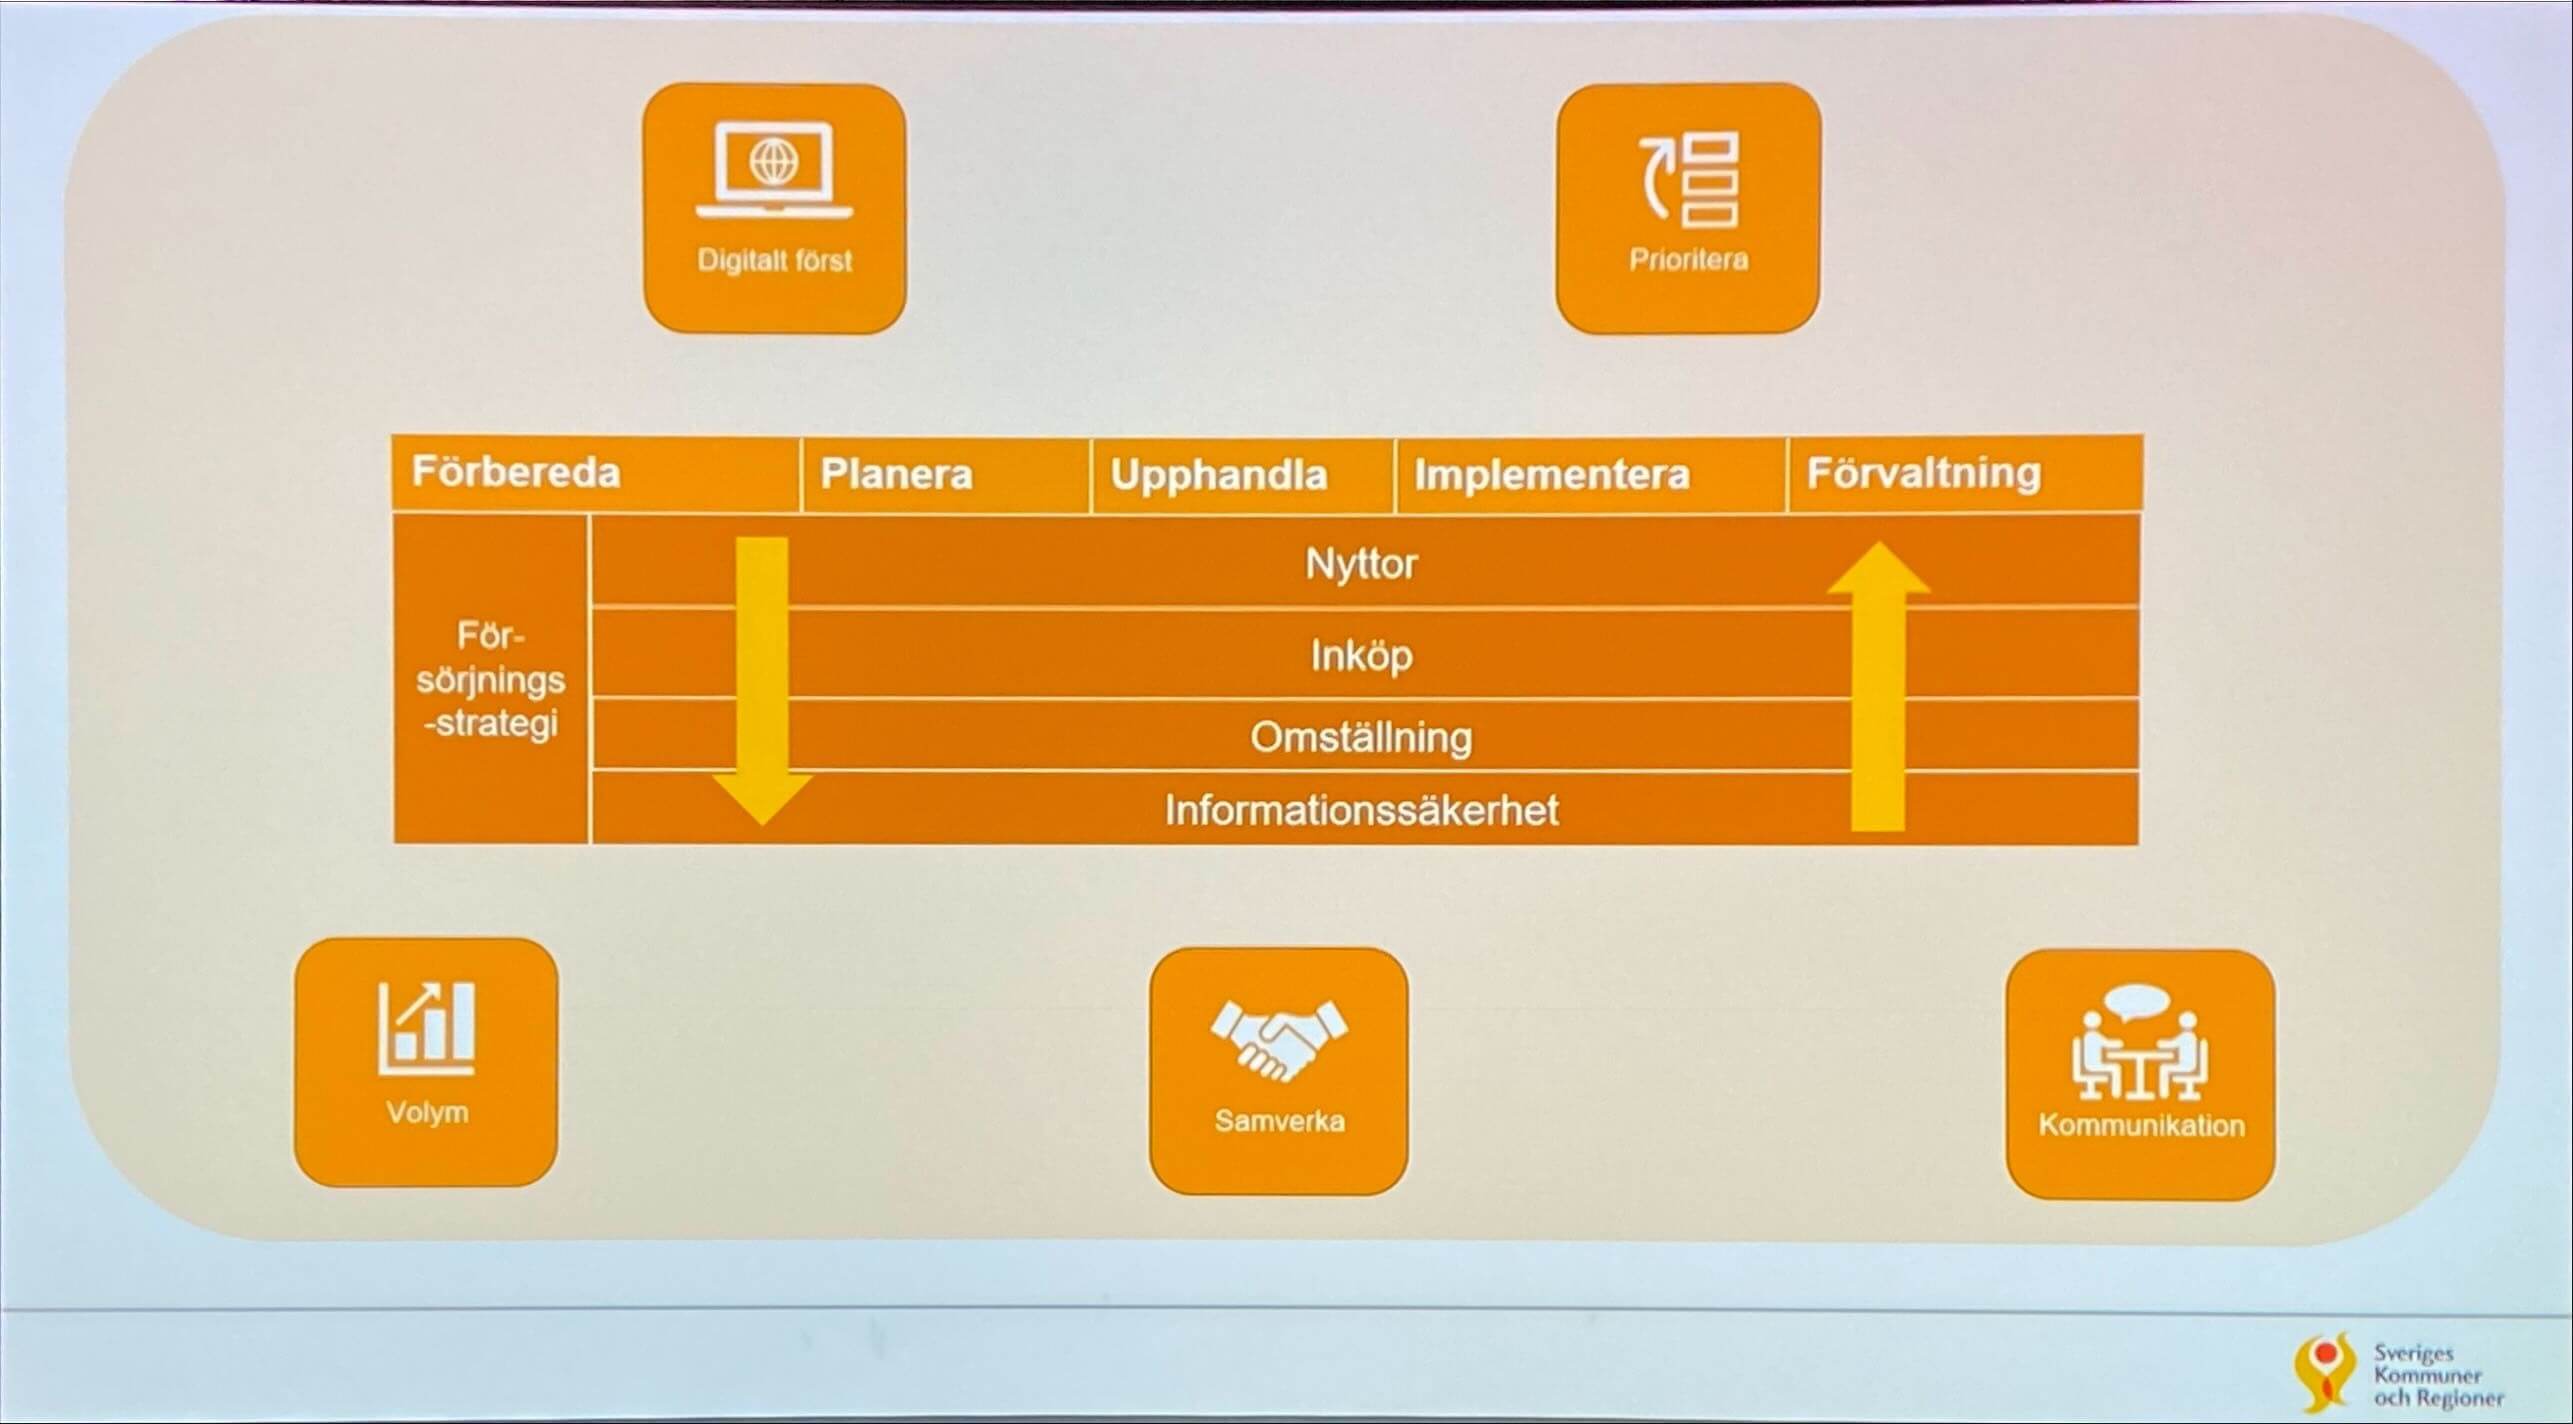 Digitalt först
Prioritera
Förbereda
Planera
Upphandla
Implementera
Förvaltning
För-
sörjnings
-strategi
Nyttor
Inköp
Omställning
Informationssäkerhet
Volym
Samverka
Kommunikation
Sveriges
Kommuner
och Regioner